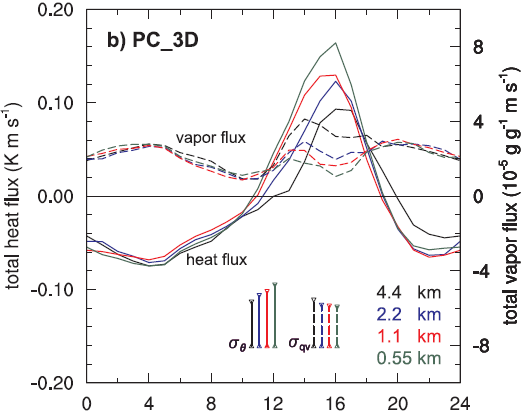 b) PC_3D
0.20
0.10
0.00
-0.10
-0.20
total heat flux (K m s⁻¹)
vapor flux
heat flux
σθ
σqv
4.4 km
2.2 km
1.1 km
0.55 km
8
4
0
-4
-8
total vapor flux (10⁻⁵ g g⁻¹ m s⁻¹)
0 4 8 12 16 20 24